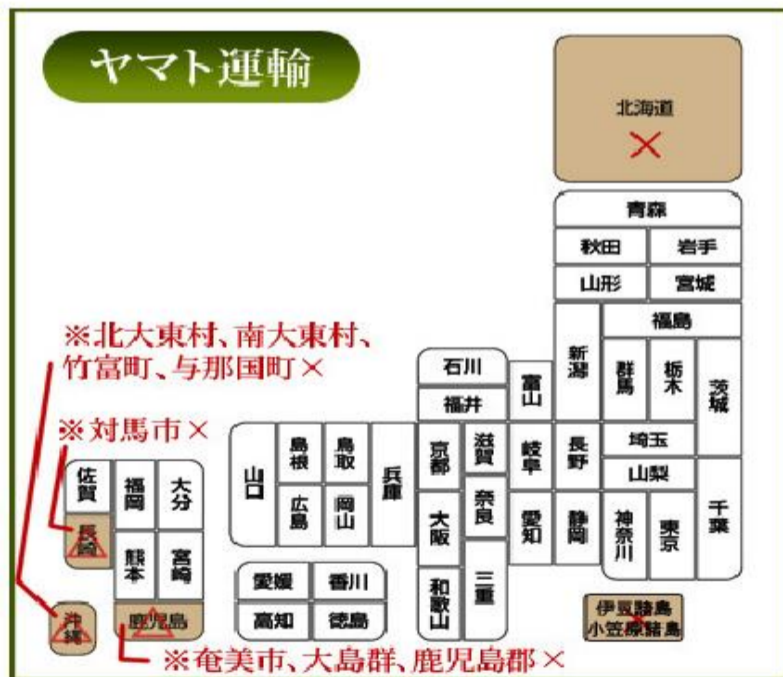 ヤマト運輸
北海道
×
青森
秋田
岩手
山形
宮城
※北大東村、南大東村、
竹富町、与那国町×
新潟
福島
群馬
栃木
茨城
石川
富山
福井
※対馬市×
佐賀
福岡
大分
山口
島根
鳥取
兵庫
京都
滋賀
岐阜
長野
埼玉
山梨
長崎
熊本
宮崎
広島
岡山
大阪
奈良
愛知
静岡
神奈川
東京
千葉
愛媛
香川
和歌山
三重
沖縄
鹿児島
高知
徳島
伊豆諸島
小笠原諸島
×
※奄美市、大島群、鹿児島郡×